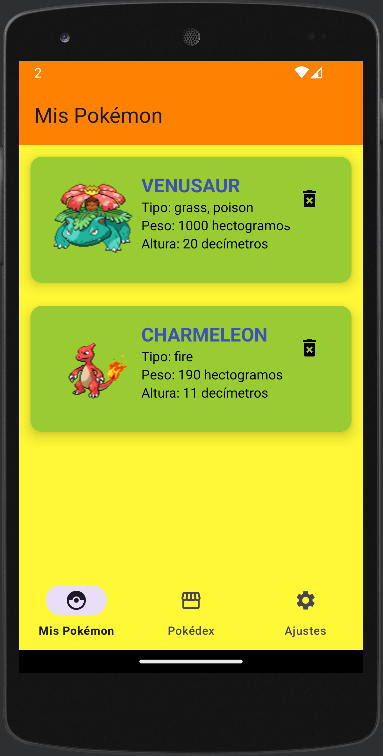 2
Mis Pokémon
VENUSAUR
Tipo: grass, poison
Peso: 1000 hectogramos
Altura: 20 decímetros
CHARMELEON
Tipo: fire
Peso: 190 hectogramos
Altura: 11 decímetros
Mis Pokémon
Pokédex
Ajustes